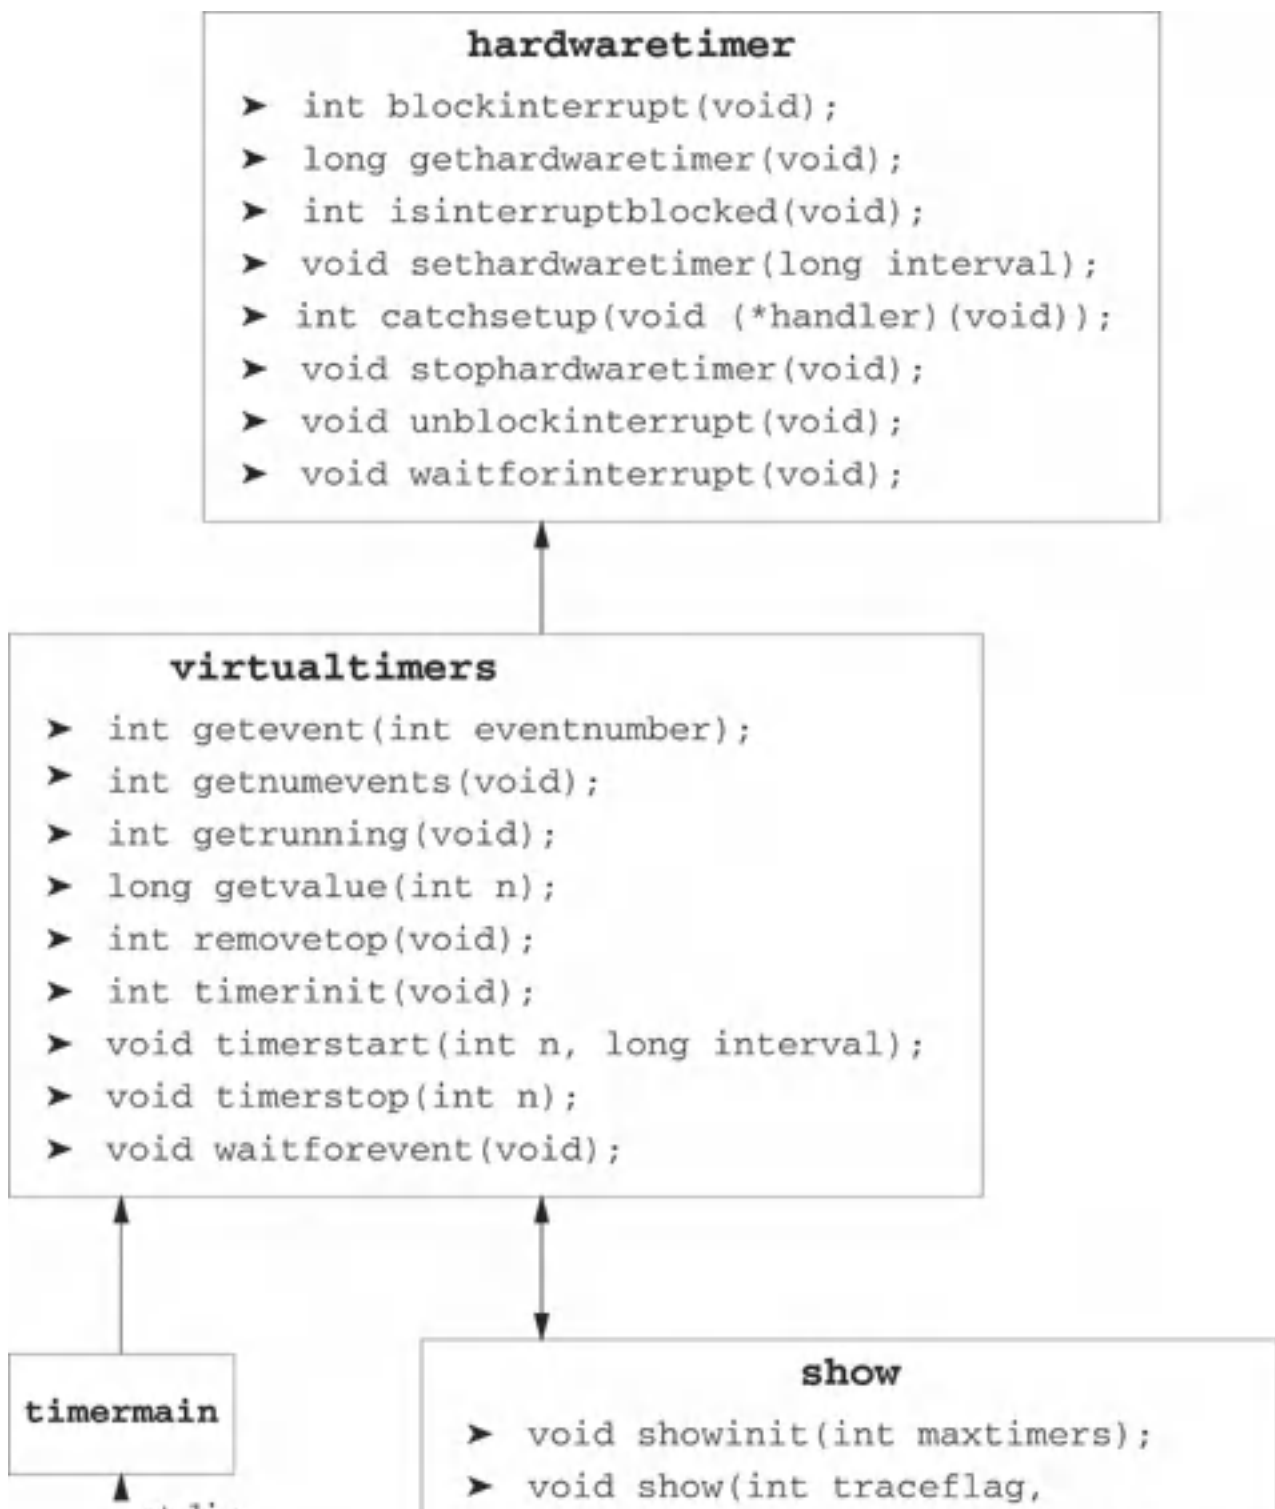 hardwaretimer
➤ int blockinterrupt(void);
➤ long gethardwaretimer(void);
➤ int isinterruptblocked(void);
➤ void sethardwaretimer(long interval);
➤ int catchsetup(void (*handler)(void));
➤ void stophardwaretimer(void);
➤ void unblockinterrupt(void);
➤ void waitforinterrupt(void);
virtualtimers
➤ int getevent(int eventnumber);
➤ int getnumevents(void);
➤ int getrunning(void);
➤ long getvalue(int n);
➤ int removetop(void);
➤ int timerinit(void);
➤ void timerstart(int n, long interval);
➤ void timerstop(int n);
➤ void waitforevent(void);
timermain
show
➤ void showinit(int maxtimers);
➤ void show(int traceflag,